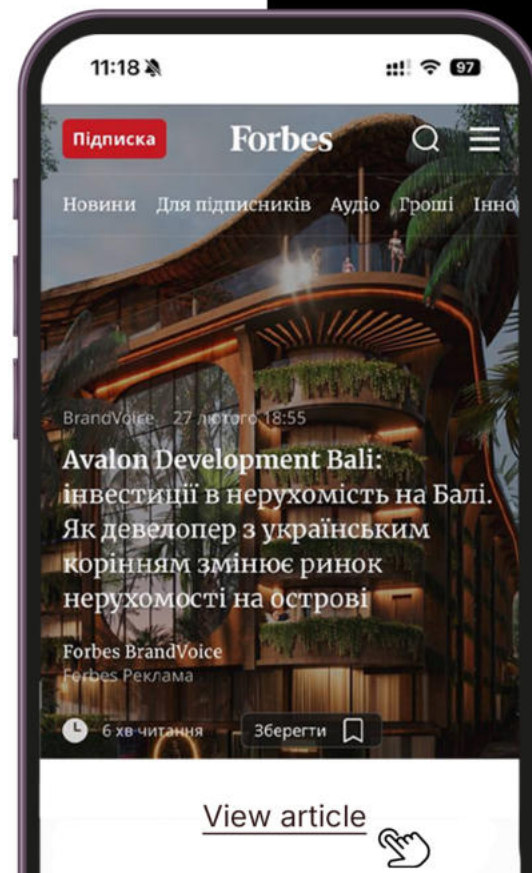 11:18
97
Підписка
Forbes
Новини Для підписників Аудіо Гроші Інно
BrandVoice 27 лютого 18:55
Avalon Development Bali:
інвестиції в нерухомість на Балі.
Як девелопер з українським
корінням змінює ринок
нерухомості на острові
Forbes BrandVoice
Forbes Реклама
6 хв читання
Зберегти
View article